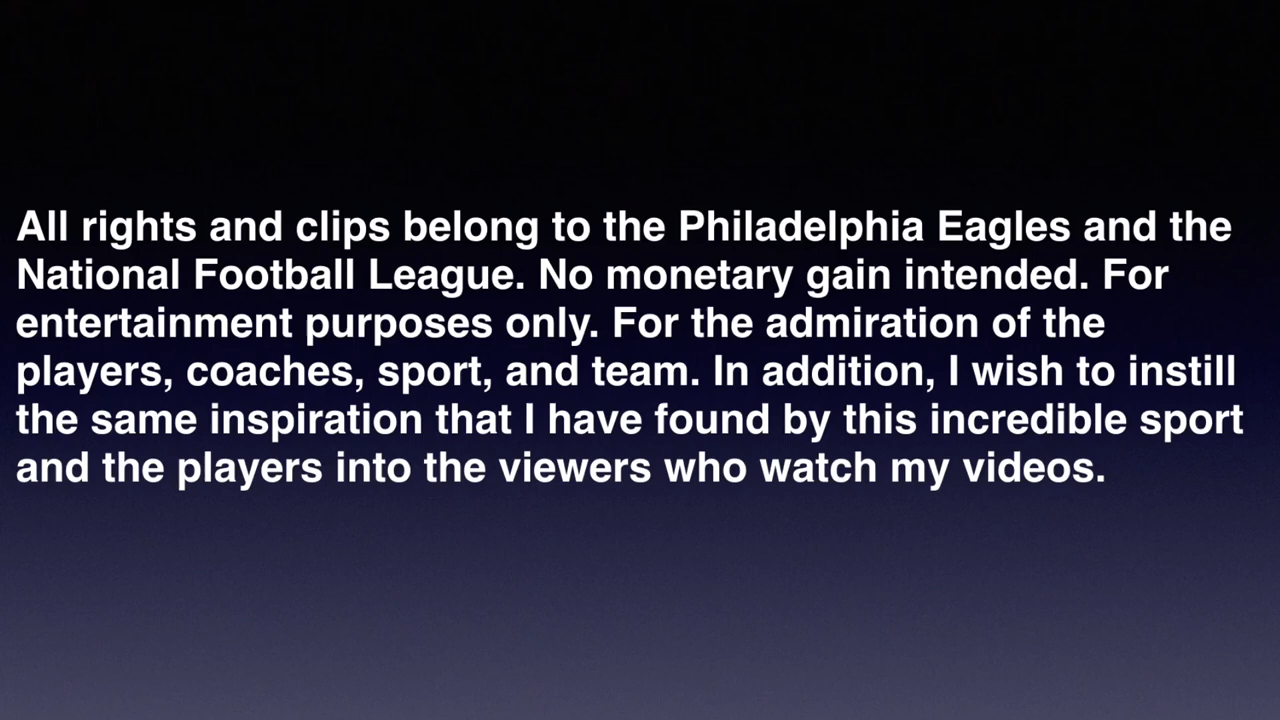 All rights and clips belong to the Philadelphia Eagles and the
National Football League. No monetary gain intended. For
entertainment purposes only. For the admiration of the
players, coaches, sport, and team. In addition, I wish to instill
the same inspiration that I have found by this incredible sport
and the players into the viewers who watch my videos.